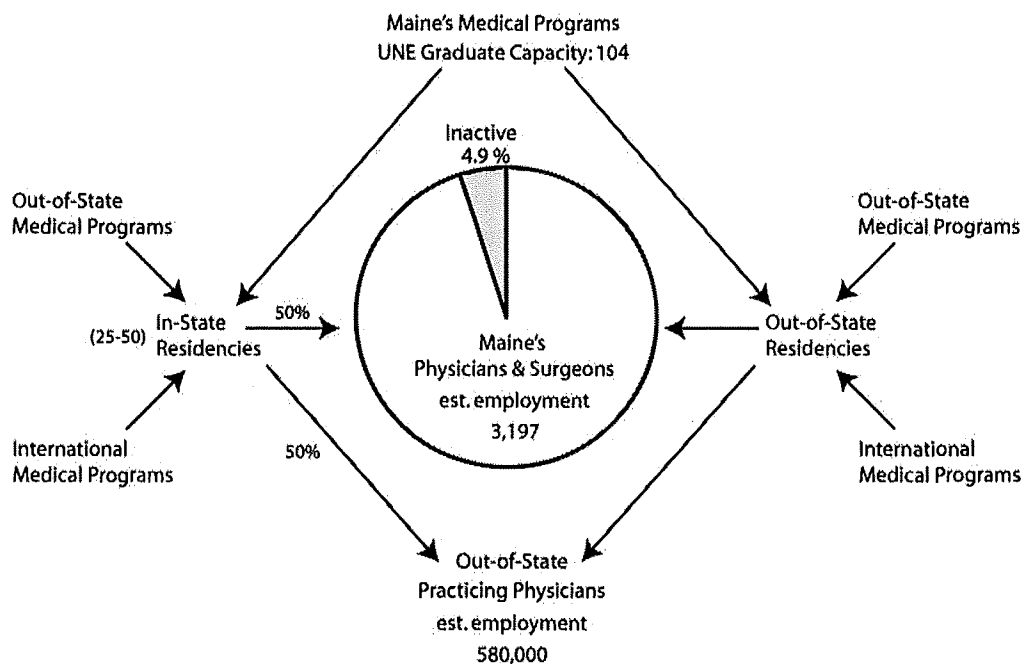 Maine's Medical Programs
UNE Graduate Capacity: 104
Inactive
4.9 %
Out-of-State
Medical Programs
Out-of-State
Medical Programs
(25-50)
In-State
Residencies
50%
Maine's
Physicians & Surgeons
est. employment
3,197
Out-of-State
Residencies
International
Medical Programs
50%
International
Medical Programs
Out-of-State
Practicing Physicians
est. employment
580,000